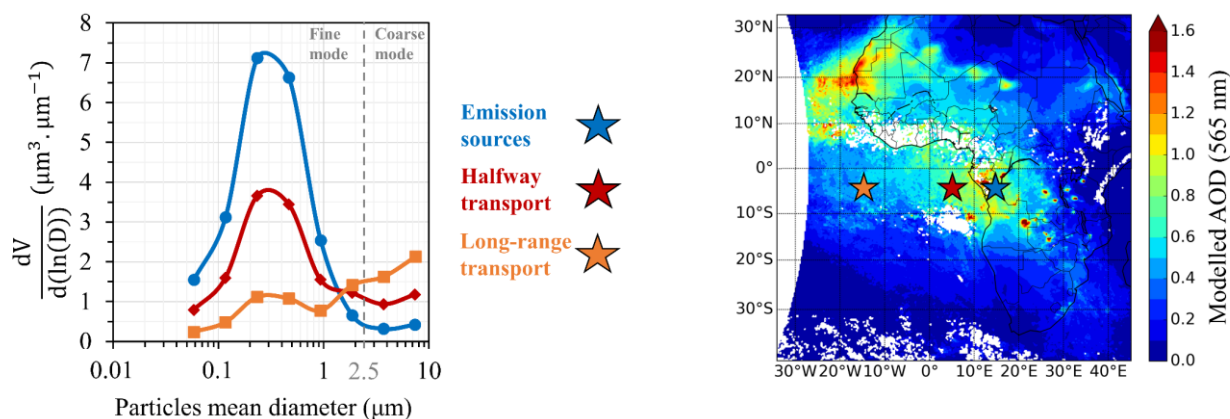 8
7
6
5
4
3
2
1
0
Fine mode
Coarse mode
dV
d(ln(D))
(μm³ . μm⁻¹)
0.01
0.1
1
2.5
10
Particles mean diameter (μm)
Emission
sources
Halfway
transport
Long-range
transport
30°N
20°N
10°N
0°
10°S
20°S
30°S
30°W
20°W
10°W
0°
10°E
20°E
30°E
40°E
1.6
1.4
1.2
1.0
0.8
0.6
0.4
0.2
0.0
Modelled AOD (565 nm)